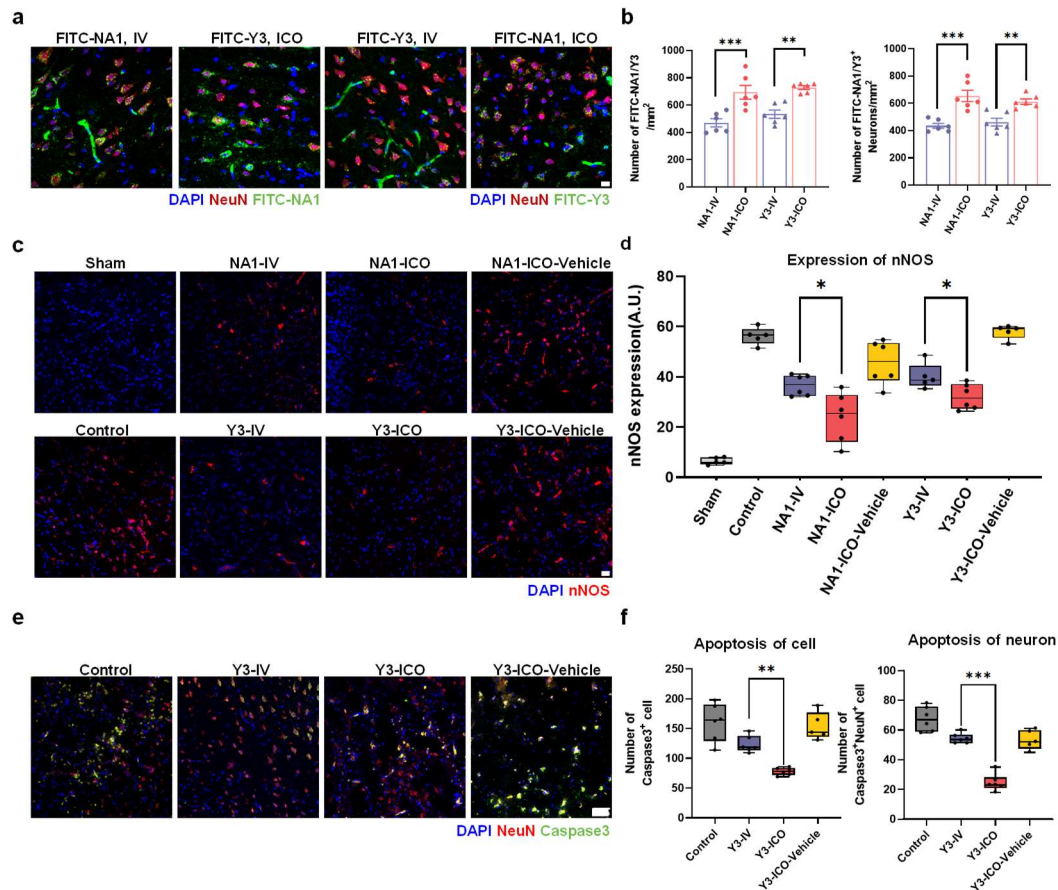 a
FITC-NA1, IV FITC-Y3, ICO FITC-Y3, IV FITC-NA1, ICO
DAPI NeuN FITC-NA1
DAPI NeuN FITC-Y3
b
Number of FITC-NA1/Y3
/mm²
1000
800
600
400
200
0
*** **
NA1-IV NA1-ICO Y3-IV Y3-ICO
Number of FITC-NA1/Y3⁺
Neurons/mm²
1000
800
600
400
200
0
*** **
NA1-IV NA1-ICO Y3-IV Y3-ICO
c
Sham NA1-IV NA1-ICO NA1-ICO-Vehicle
Control Y3-IV Y3-ICO Y3-ICO-Vehicle
DAPI nNOS
d
Expression of nNOS
nNOS expression(A.U.)
80
60
40
20
0
* *
Sham Control NA1-IV NA1-ICO NA1-ICO-Vehicle Y3-IV Y3-ICO Y3-ICO-Vehicle
e
Control Y3-IV Y3-ICO Y3-ICO-Vehicle
DAPI NeuN Caspase3
f
Apoptosis of cell
Number of
Caspase3⁺ cell
250
200
150
100
50
0
**
Control Y3-IV Y3-ICO Y3-ICO-Vehicle
Apoptosis of neuron
Number of
Caspase3⁺NeuN⁺ cell
100
80
60
40
20
0
***
Control Y3-IV Y3-ICO Y3-ICO-Vehicle